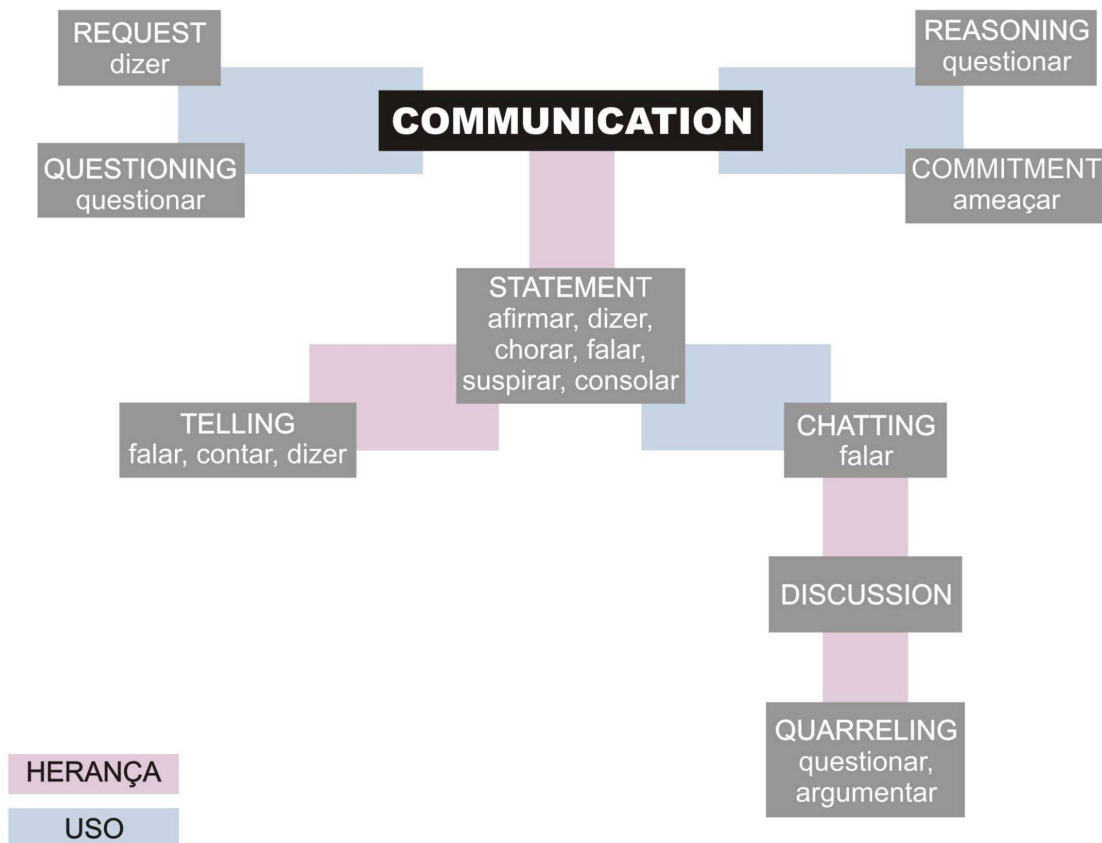 REQUEST
dizer
REASONING
questionar
COMMUNICATION
QUESTIONING
questionar
COMMITMENT
ameaçar
STATEMENT
afirmar, dizer,
chorar, falar,
suspirar, consolar
TELLING
falar, contar, dizer
CHATTING
falar
DISCUSSION
QUARRELING
questionar,
argumentar
HERANÇA
USO